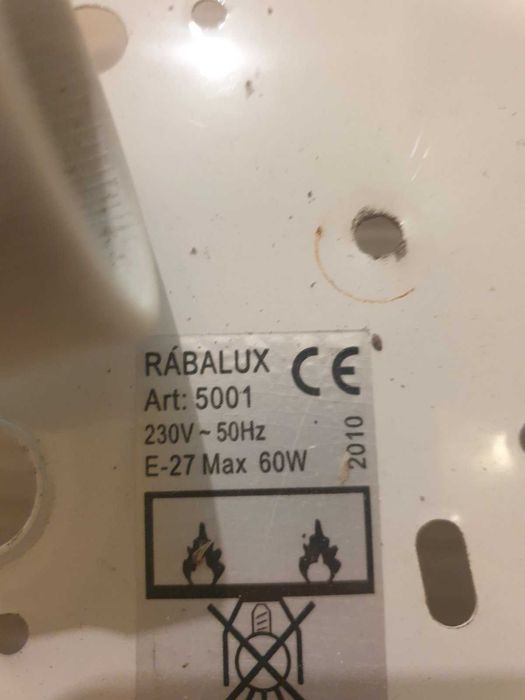 RÁBALUX CE
Art: 5001
230V ~ 50Hz
E-27 Max 60W
2010